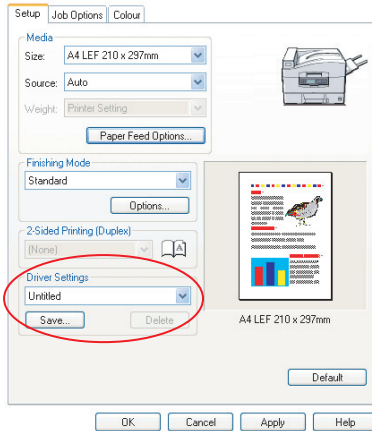 Setup Job Options Colour
Media
Size: A4 LEF 210 x 297mm
Source: Auto
Weight: Printer Setting
Paper Feed Options...
Finishing Mode
Standard
Options...
2-Sided Printing (Duplex)
(None) A
Driver Settings
Untitled
Save... Delete
A4 LEF 210 x 297mm
Default
OK Cancel Apply Help